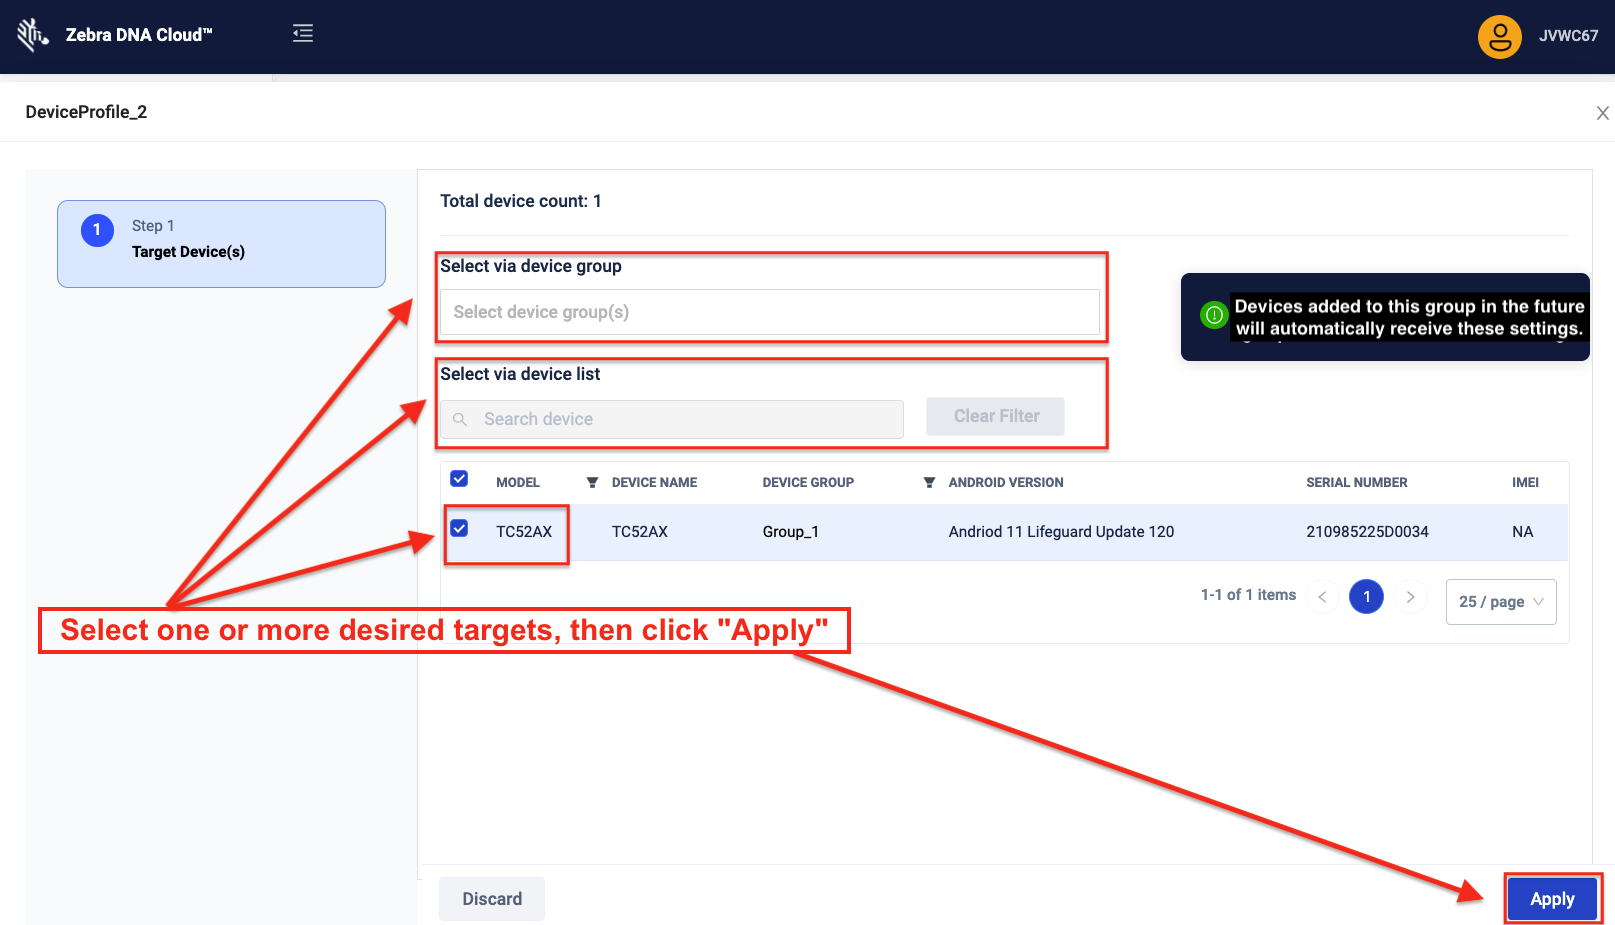 Zebra DNA Cloud™
JVWC67
DeviceProfile_2
1
Step 1
Target Device(s)
Total device count: 1
Select via device group
Select device group(s)
Devices added to this group in the future
will automatically receive these settings.
Select via device list
Search device
Clear Filter
MODEL DEVICE NAME DEVICE GROUP ANDROID VERSION SERIAL NUMBER IMEI
TC52AX TC52AX Group_1 Andriod 11 Lifeguard Update 120 210985225D0034 NA
1-1 of 1 items < 1 > 25 / page
Select one or more desired targets, then click "Apply"
Discard
Apply